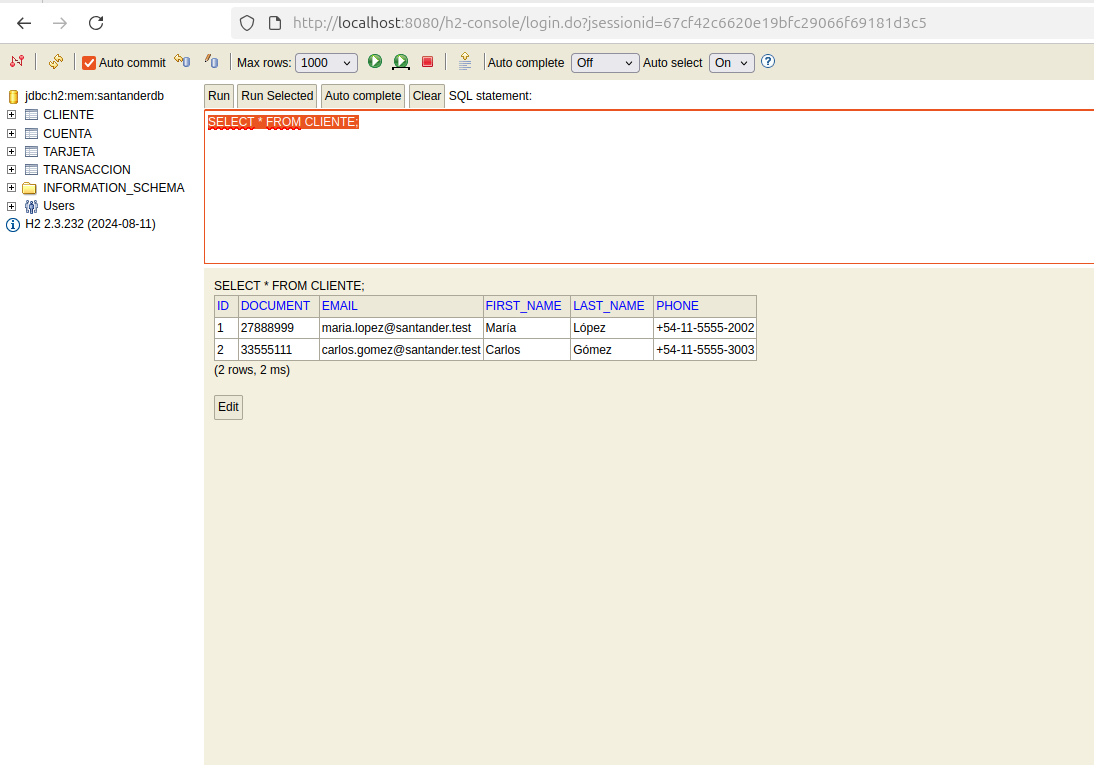 http://localhost:8080/h2-console/login.do?jsessionid=67cf42c6620e19bfc29066f69181d3c5
Auto commit Max rows: 1000 Auto complete Off Auto select On
jdbc:h2:mem:santanderdb
CLIENTE
CUENTA
TARJETA
TRANSACCION
INFORMATION_SCHEMA
Users
H2 2.3.232 (2024-08-11)
Run Run Selected Auto complete Clear SQL statement:
SELECT * FROM CLIENTE;
SELECT * FROM CLIENTE;
ID DOCUMENT EMAIL FIRST_NAME LAST_NAME PHONE
1 27888999 maria.lopez@santander.test María López +54-11-5555-2002
2 33555111 carlos.gomez@santander.test Carlos Gómez +54-11-5555-3003
(2 rows, 2 ms)
Edit